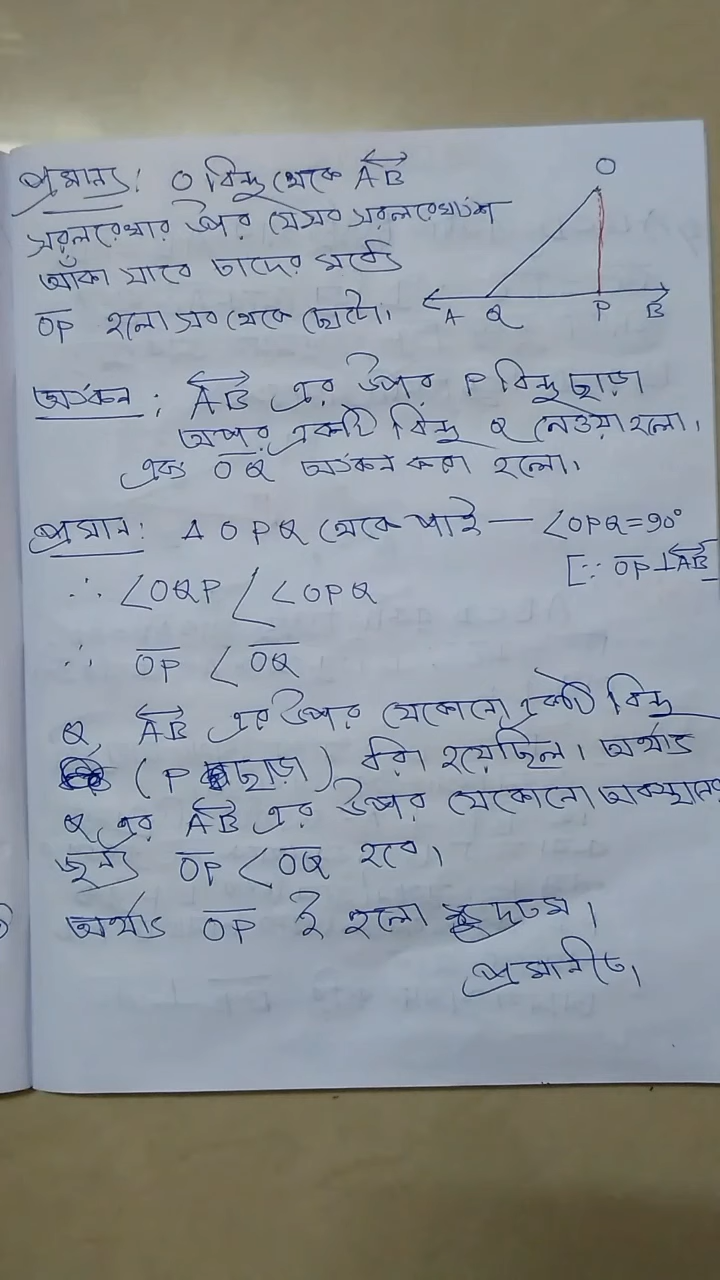 প্রমান্য: O বিন্দু থেকে AB
সরলরেখার উপর যেসব সরলরেখাংশ
আঁকা যাবে তাদের মধ্যে
OP হলো সব থেকে ছোটো।
O
A Q P B
অংকন: AB এর উপর P বিন্দু ছাড়া
অপর একটি বিন্দু Q নেওয়া হলো।
এবং OQ অংকন করা হলো।
প্রমান: ΔOPQ থেকে পাই— ∠OPQ=90°
[∵ OP⊥AB]
∴ ∠OQP < ∠OPQ
∴ OP < OQ
Q, AB এর উপর যেকোনো একটি বিন্দু
(P ছাড়া) ধরা হয়েছিল। অর্থাৎ
Q এর AB এর উপর যেকোনো অবস্থানের
জন্য OP < OQ হবে।
অর্থাৎ OP ই হলো ক্ষুদ্রতম।
প্রমানীত।